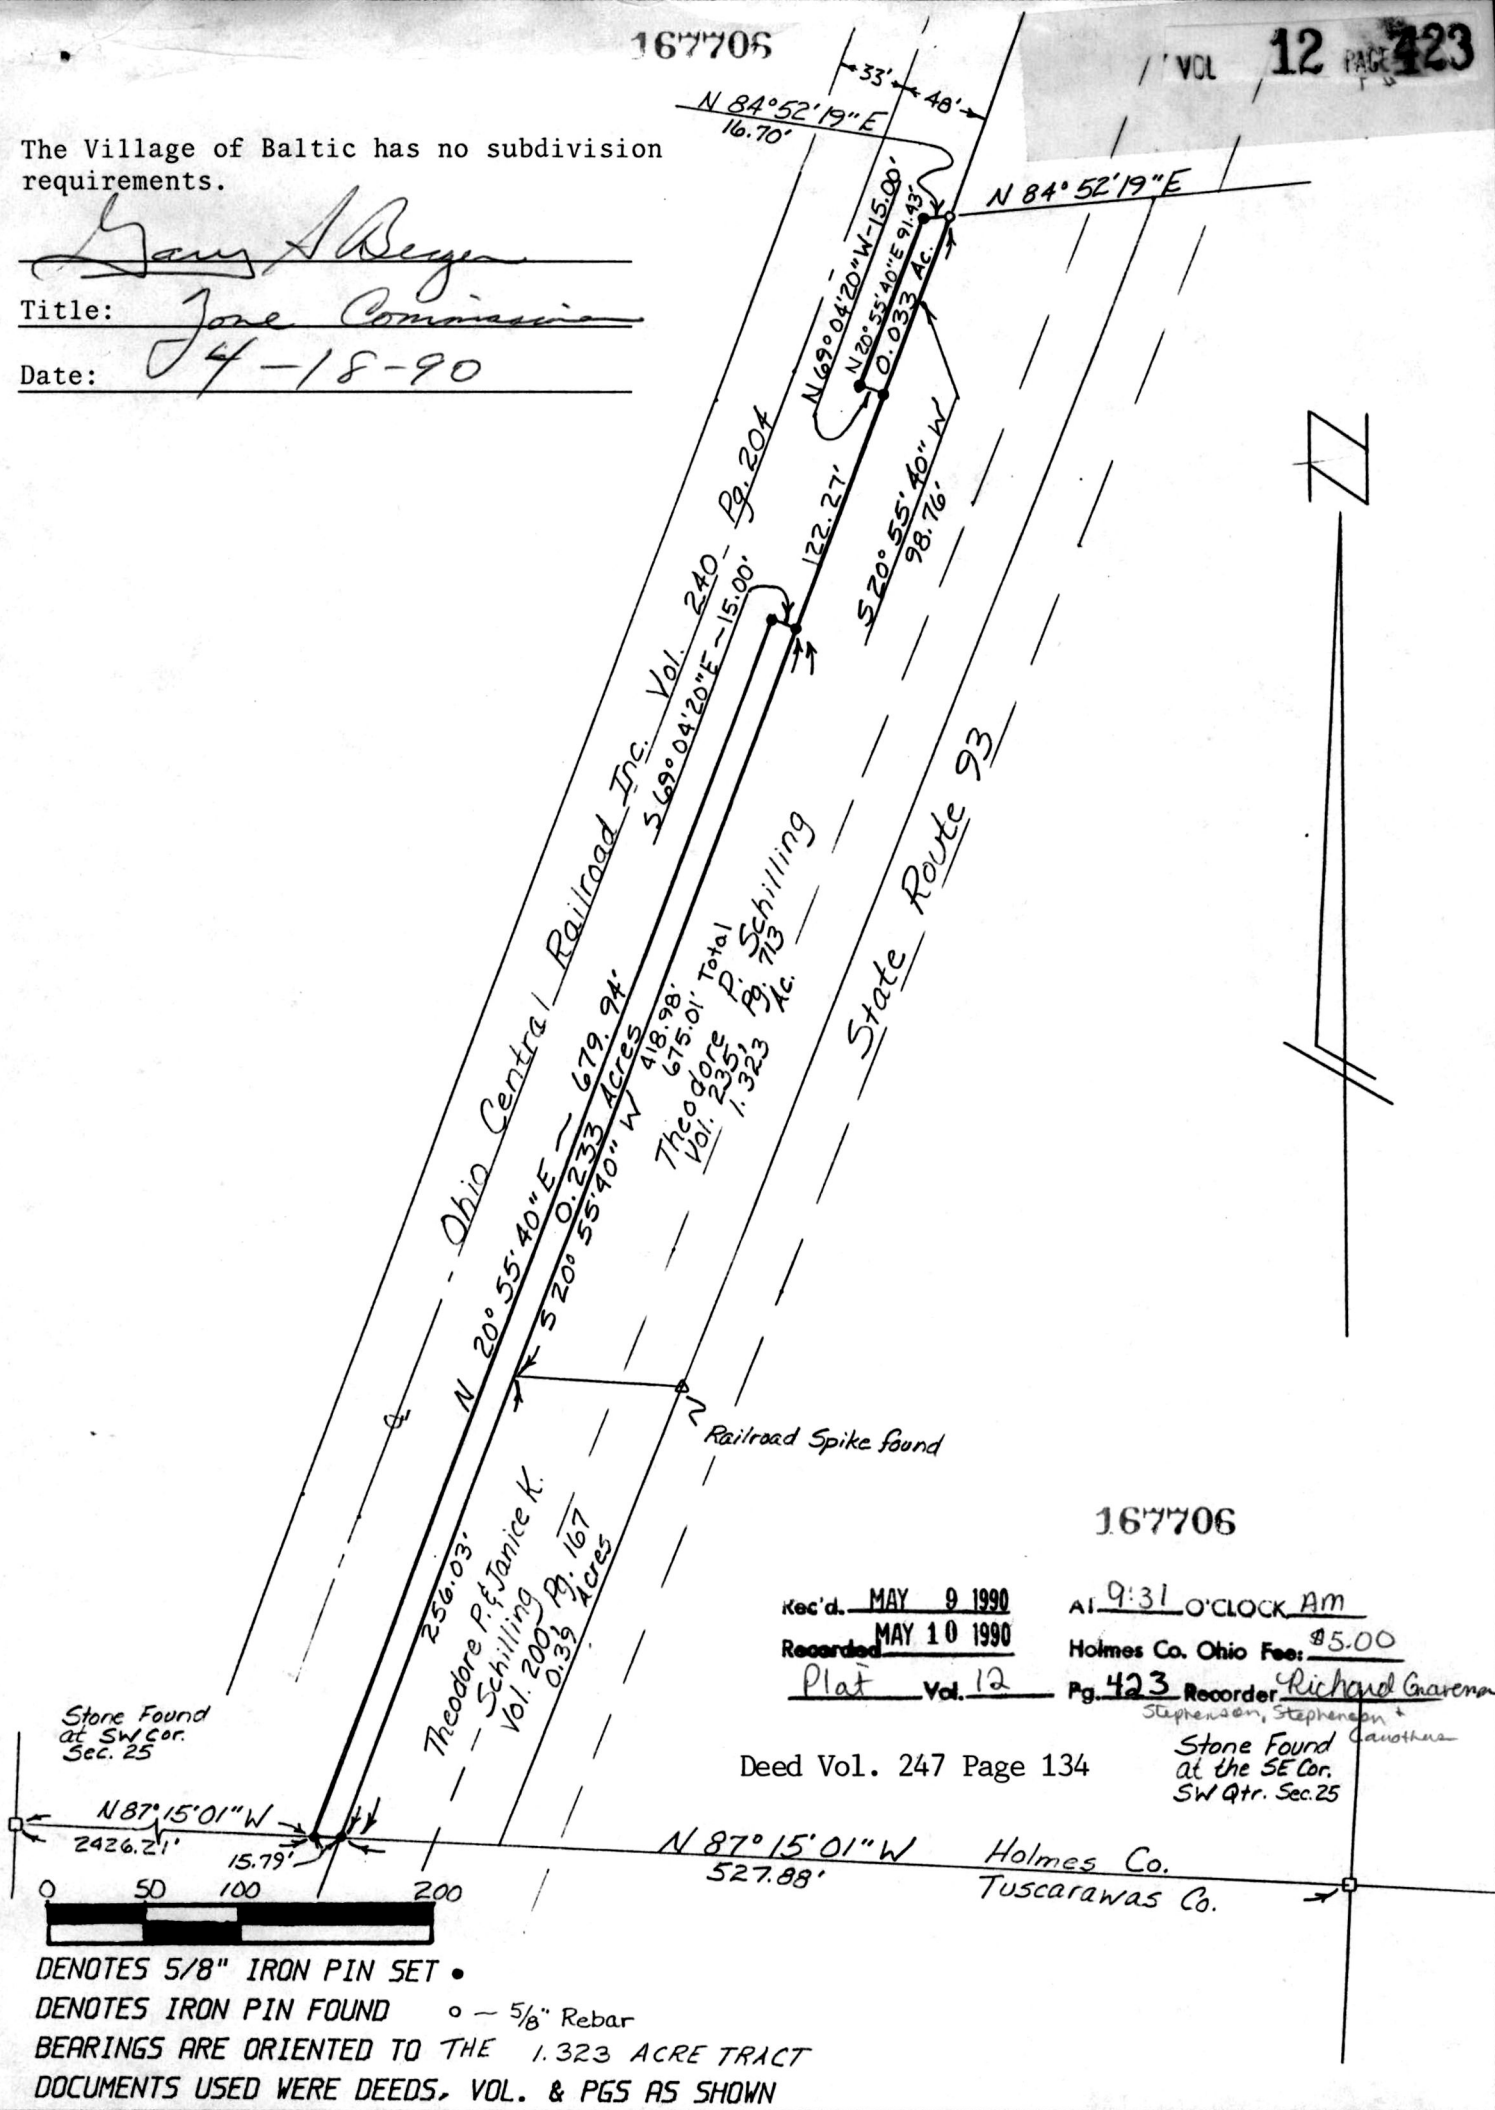 167706
VOL 12 PAGE 423
33'
48'
N 84°52'19"E
16.70'
The Village of Baltic has no subdivision
requirements.
Gary A Berger
Title: Zone Commissioner
Date: 4-18-90
N 84°52'19"E
N 69°04'20"W-15.00'
N 20°55'40"E 91.43'
0.033 Ac.
S 20°55'40"W
98.76'
122.27'
Ohio Central Railroad Inc. Vol. 240 Pg. 204
S 69°04'20"E ~ 15.00'
N 20°55'40"E ~ 679.94'
0.233 Acres
S 20°55'40"W
418.98'
675.01' Total
Theodore P. Schilling
Vol. 235, Pg. 713
1.323 Ac.
State Route 93
Railroad Spike found
256.03'
Theodore P. & Janice K.
Schilling
Vol. 200, Pg. 167
0.39 Acres
167706
Rec'd. MAY 9 1990 At 9:31 O'CLOCK AM
Recorded MAY 10 1990 Holmes Co. Ohio Fee: $5.00
Plat Vol. 12 Pg. 423 Recorder Richard
Stephenson, Stephenson +
Deed Vol. 247 Page 134
Stone Found
at SW Cor.
Sec. 25
Stone Found
at the SE Cor.
SW Qtr. Sec. 25
N 87°15'01"W
2426.21'
15.79'
N 87°15'01"W
527.88'
Holmes Co.
Tuscarawas Co.
0 50 100 200
DENOTES 5/8" IRON PIN SET •
DENOTES IRON PIN FOUND o — 5/8" Rebar
BEARINGS ARE ORIENTED TO THE 1.323 ACRE TRACT
DOCUMENTS USED WERE DEEDS, VOL. & PGS AS SHOWN